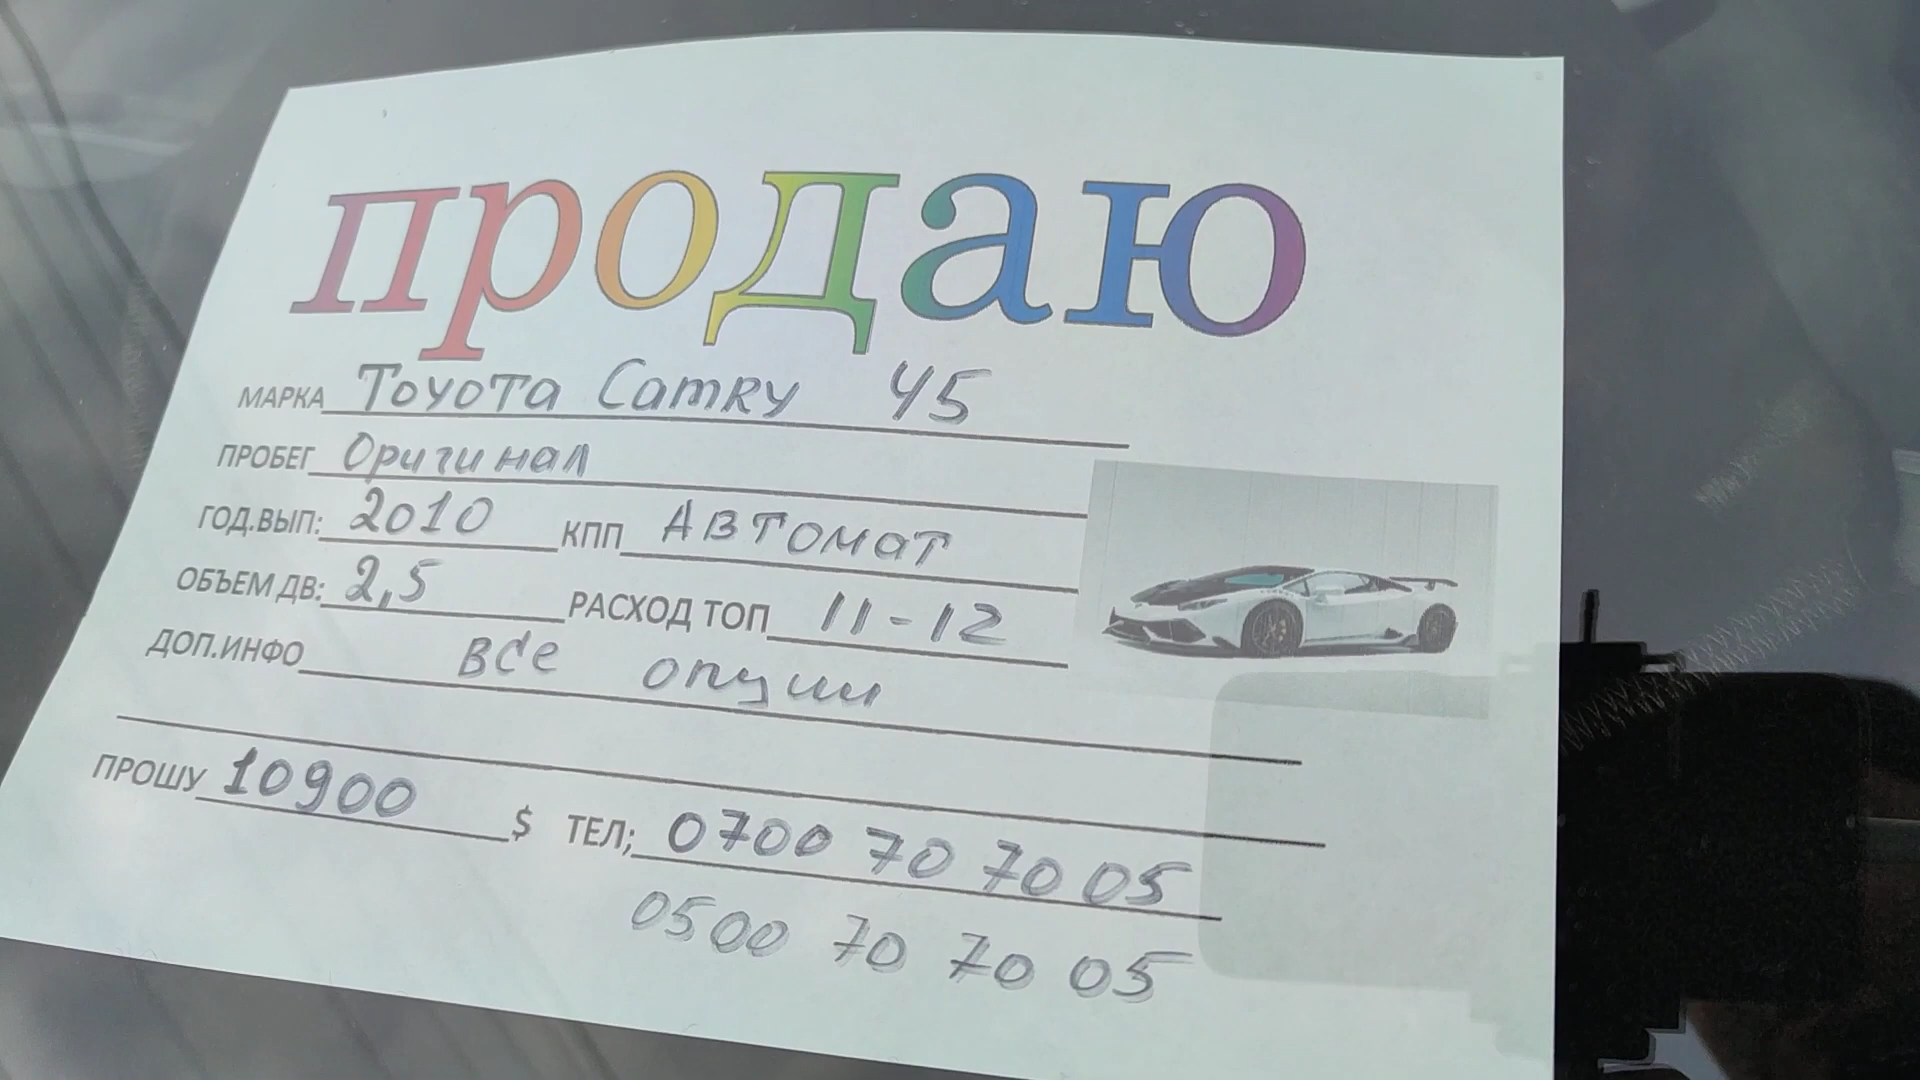 продаю
МАРКА Toyota Camry 45
ПРОБЕГ Оригинал
ГОД.ВЫП: 2010 КПП Автомат
ОБЪЕМ ДВ: 2,5 РАСХОД ТОП 11-12
ДОП.ИНФО все опции
ПРОШУ 10900 $ ТЕЛ; 0700 70 70 05
0500 70 70 05